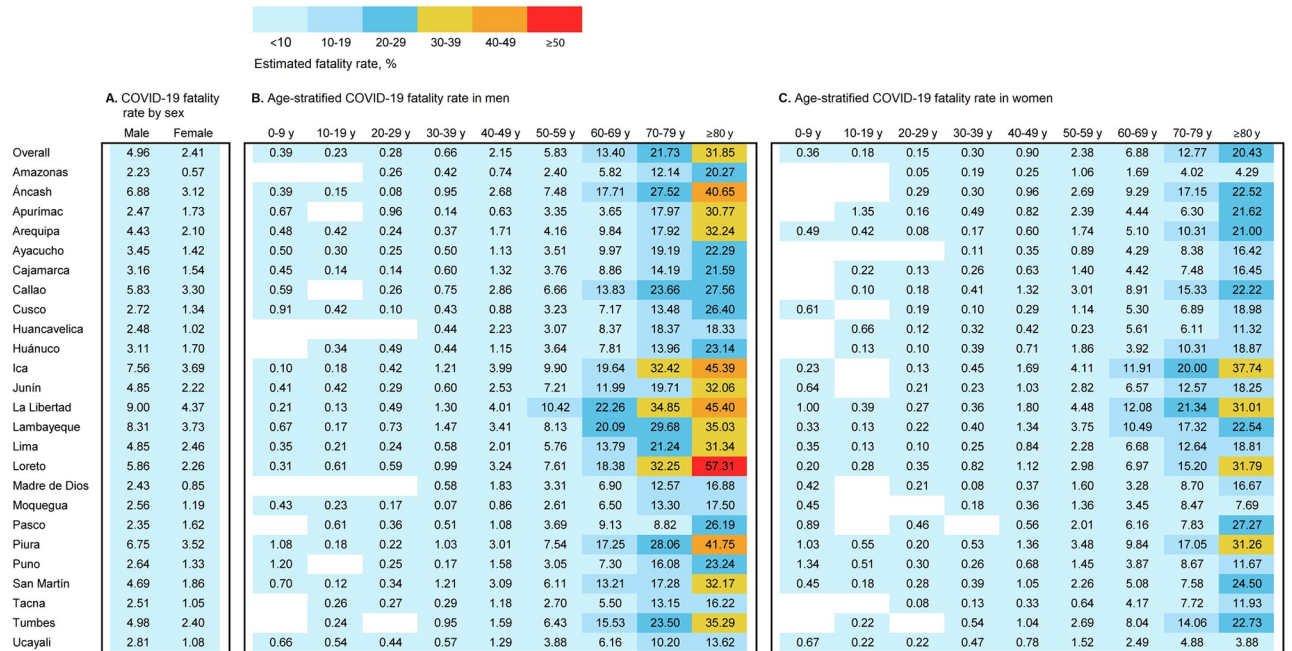 <10 10-19 20-29 30-39 40-49 ≥50
Estimated fatality rate, %
A. COVID-19 fatality rate by sex
B. Age-stratified COVID-19 fatality rate in men
C. Age-stratified COVID-19 fatality rate in women
Male Female 0-9 y 10-19 y 20-29 y 30-39 y 40-49 y 50-59 y 60-69 y 70-79 y ≥80 y 0-9 y 10-19 y 20-29 y 30-39 y 40-49 y 50-59 y 60-69 y 70-79 y ≥80 y
Overall 4.96 2.41 0.39 0.23 0.28 0.66 2.15 5.83 13.40 21.73 31.85 0.36 0.18 0.15 0.30 0.90 2.38 6.88 12.77 20.43
Amazonas 2.23 0.57 0.26 0.42 0.74 2.40 5.82 12.14 20.27 0.05 0.19 0.25 1.06 1.69 4.02 4.29
Áncash 6.88 3.12 0.39 0.15 0.08 0.95 2.68 7.48 17.71 27.52 40.65 0.29 0.30 0.96 2.69 9.29 17.15 22.52
Apurímac 2.47 1.73 0.67 0.96 0.14 0.63 3.35 3.65 17.97 30.77 1.35 0.16 0.49 0.82 2.39 4.44 6.30 21.62
Arequipa 4.43 2.10 0.48 0.42 0.24 0.37 1.71 4.16 9.84 17.92 32.24 0.49 0.42 0.08 0.17 0.60 1.74 5.10 10.31 21.00
Ayacucho 3.45 1.42 0.50 0.30 0.25 0.50 1.13 3.51 9.97 19.19 22.29 0.11 0.35 0.89 4.29 8.38 16.42
Cajamarca 3.16 1.54 0.45 0.14 0.14 0.60 1.32 3.76 8.86 14.19 21.59 0.22 0.13 0.26 0.63 1.40 4.42 7.48 16.45
Callao 5.83 3.30 0.59 0.26 0.75 2.86 6.66 13.83 23.66 27.56 0.10 0.18 0.41 1.32 3.01 8.91 15.33 22.22
Cusco 2.72 1.34 0.91 0.42 0.10 0.43 0.88 3.23 7.17 13.48 26.40 0.61 0.19 0.10 0.29 1.14 5.30 6.89 18.98
Huancavelica 2.48 1.02 0.44 2.23 3.07 8.37 18.37 18.33 0.66 0.12 0.32 0.42 0.23 5.61 6.11 11.32
Huánuco 3.11 1.70 0.34 0.49 0.44 1.15 3.64 7.81 13.96 23.14 0.13 0.10 0.39 0.71 1.86 3.92 10.31 18.87
Ica 7.56 3.69 0.10 0.18 0.42 1.21 3.99 9.90 19.64 32.42 45.39 0.23 0.13 0.45 1.69 4.11 11.91 20.00 37.74
Junín 4.85 2.22 0.41 0.42 0.29 0.60 2.53 7.21 11.99 19.71 32.06 0.64 0.21 0.23 1.03 2.82 6.57 12.57 18.25
La Libertad 9.00 4.37 0.21 0.13 0.49 1.30 4.01 10.42 22.26 34.85 45.40 1.00 0.39 0.27 0.36 1.80 4.48 12.08 21.34 31.01
Lambayeque 8.31 3.73 0.67 0.17 0.73 1.47 3.41 8.13 20.09 29.68 35.03 0.33 0.13 0.22 0.40 1.34 3.75 10.49 17.32 22.54
Lima 4.85 2.46 0.35 0.21 0.24 0.58 2.01 5.76 13.79 21.24 31.34 0.35 0.13 0.10 0.25 0.84 2.28 6.68 12.64 18.81
Loreto 5.86 2.26 0.31 0.61 0.59 0.99 3.24 7.61 18.38 32.25 57.31 0.20 0.28 0.35 0.82 1.12 2.98 6.97 15.20 31.79
Madre de Dios 2.43 0.85 0.58 1.83 3.31 6.90 12.57 16.88 0.42 0.21 0.08 0.37 1.60 3.28 8.70 16.67
Moquegua 2.56 1.19 0.43 0.23 0.17 0.07 0.86 2.61 6.50 13.30 17.50 0.45 0.18 0.36 1.36 3.45 8.47 7.69
Pasco 2.35 1.62 0.61 0.36 0.51 1.08 3.69 9.13 8.82 26.19 0.89 0.46 0.56 2.01 6.16 7.83 27.27
Piura 6.75 3.52 1.08 0.18 0.22 1.03 3.01 7.54 17.25 28.06 41.75 1.03 0.55 0.20 0.53 1.36 3.48 9.84 17.05 31.26
Puno 2.64 1.33 1.20 0.25 0.17 1.58 3.05 7.30 16.08 23.24 1.34 0.51 0.30 0.26 0.68 1.45 3.87 8.67 11.67
San Martín 4.69 1.86 0.70 0.12 0.34 1.21 3.09 6.11 13.21 17.28 32.17 0.45 0.18 0.28 0.39 1.05 2.26 5.08 7.58 24.50
Tacna 2.51 1.05 0.26 0.27 0.29 1.18 2.70 5.50 13.15 16.22 0.08 0.13 0.33 0.64 4.17 7.72 11.93
Tumbes 4.98 2.40 0.24 0.95 1.59 6.43 15.53 23.50 35.29 0.22 0.54 1.04 2.69 8.04 14.06 22.73
Ucayali 2.81 1.08 0.66 0.54 0.44 0.57 1.29 3.88 6.16 10.20 13.62 0.67 0.22 0.22 0.47 0.78 1.52 2.49 4.88 3.88